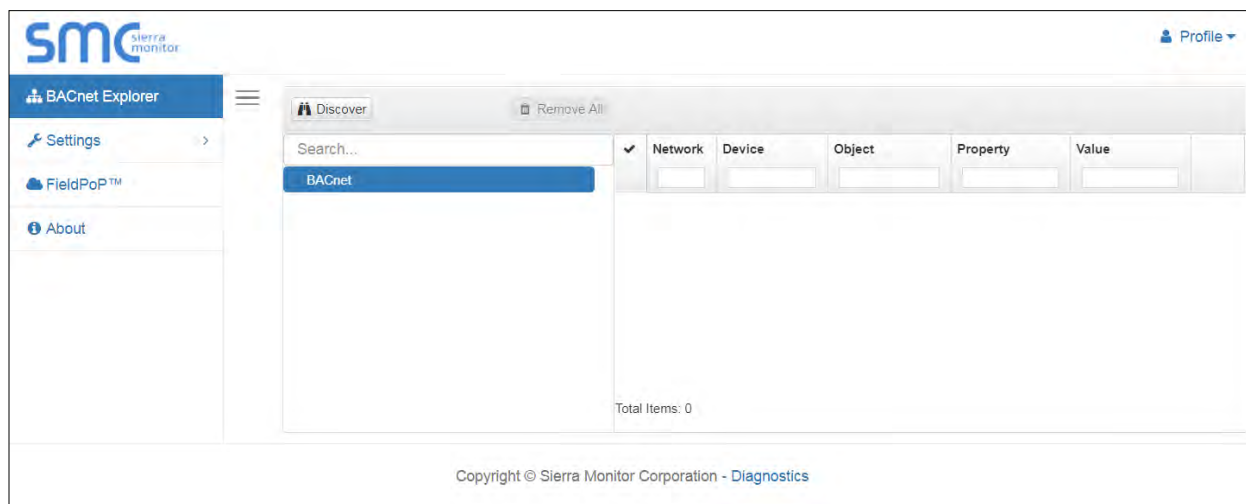 SMC sierra monitor
Profile
BACnet Explorer
Settings
FieldPoP™
About
Discover
Remove All
Search...
BACnet
Network Device Object Property Value
Total Items: 0
Copyright © Sierra Monitor Corporation - Diagnostics